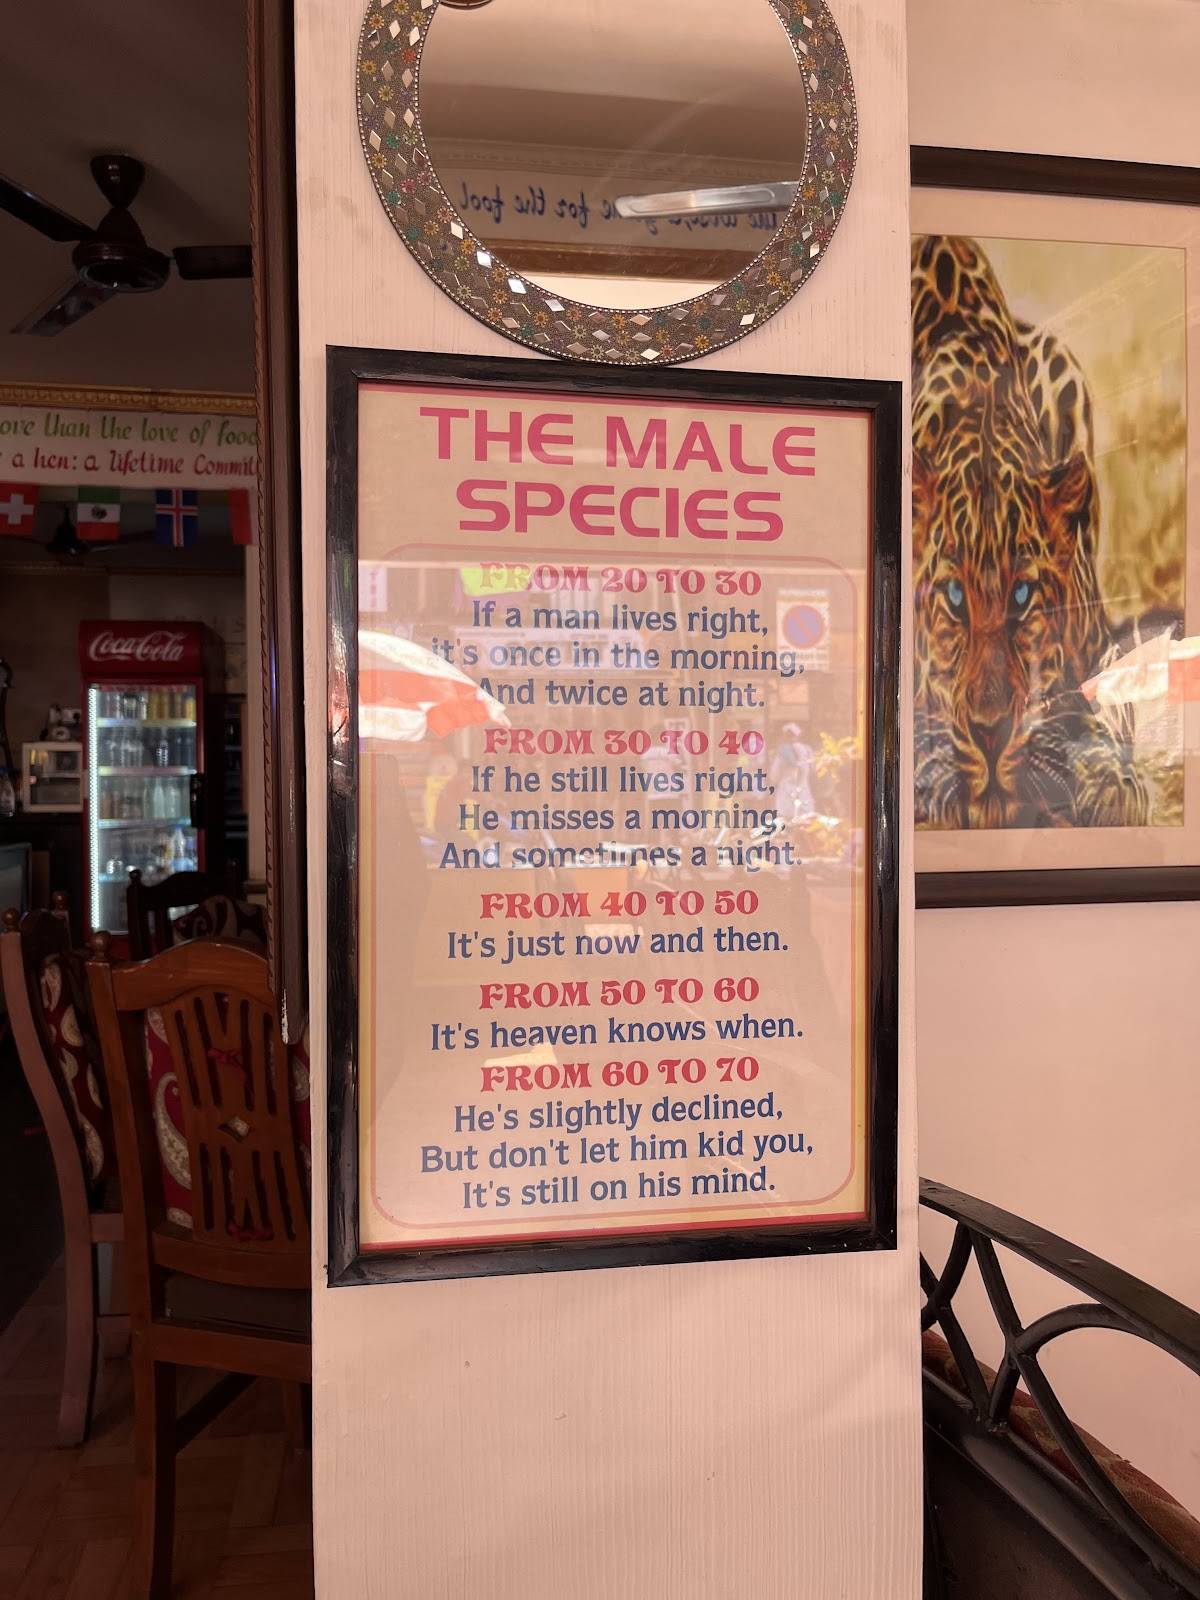 the fool
for the
THE MALE
SPECIES
FROM 20 TO 30
If a man lives right,
it's once in the morning,
And twice at night.
FROM 30 TO 40
If he still lives right,
He misses a morning,
And sometimes a night.
FROM 40 TO 50
It's just now and then.
FROM 50 TO 60
It's heaven knows when.
FROM 60 TO 70
He's slightly declined,
But don't let him kid you,
It's still on his mind.
than the love of food
a hen: a lifetime
Coca-Cola